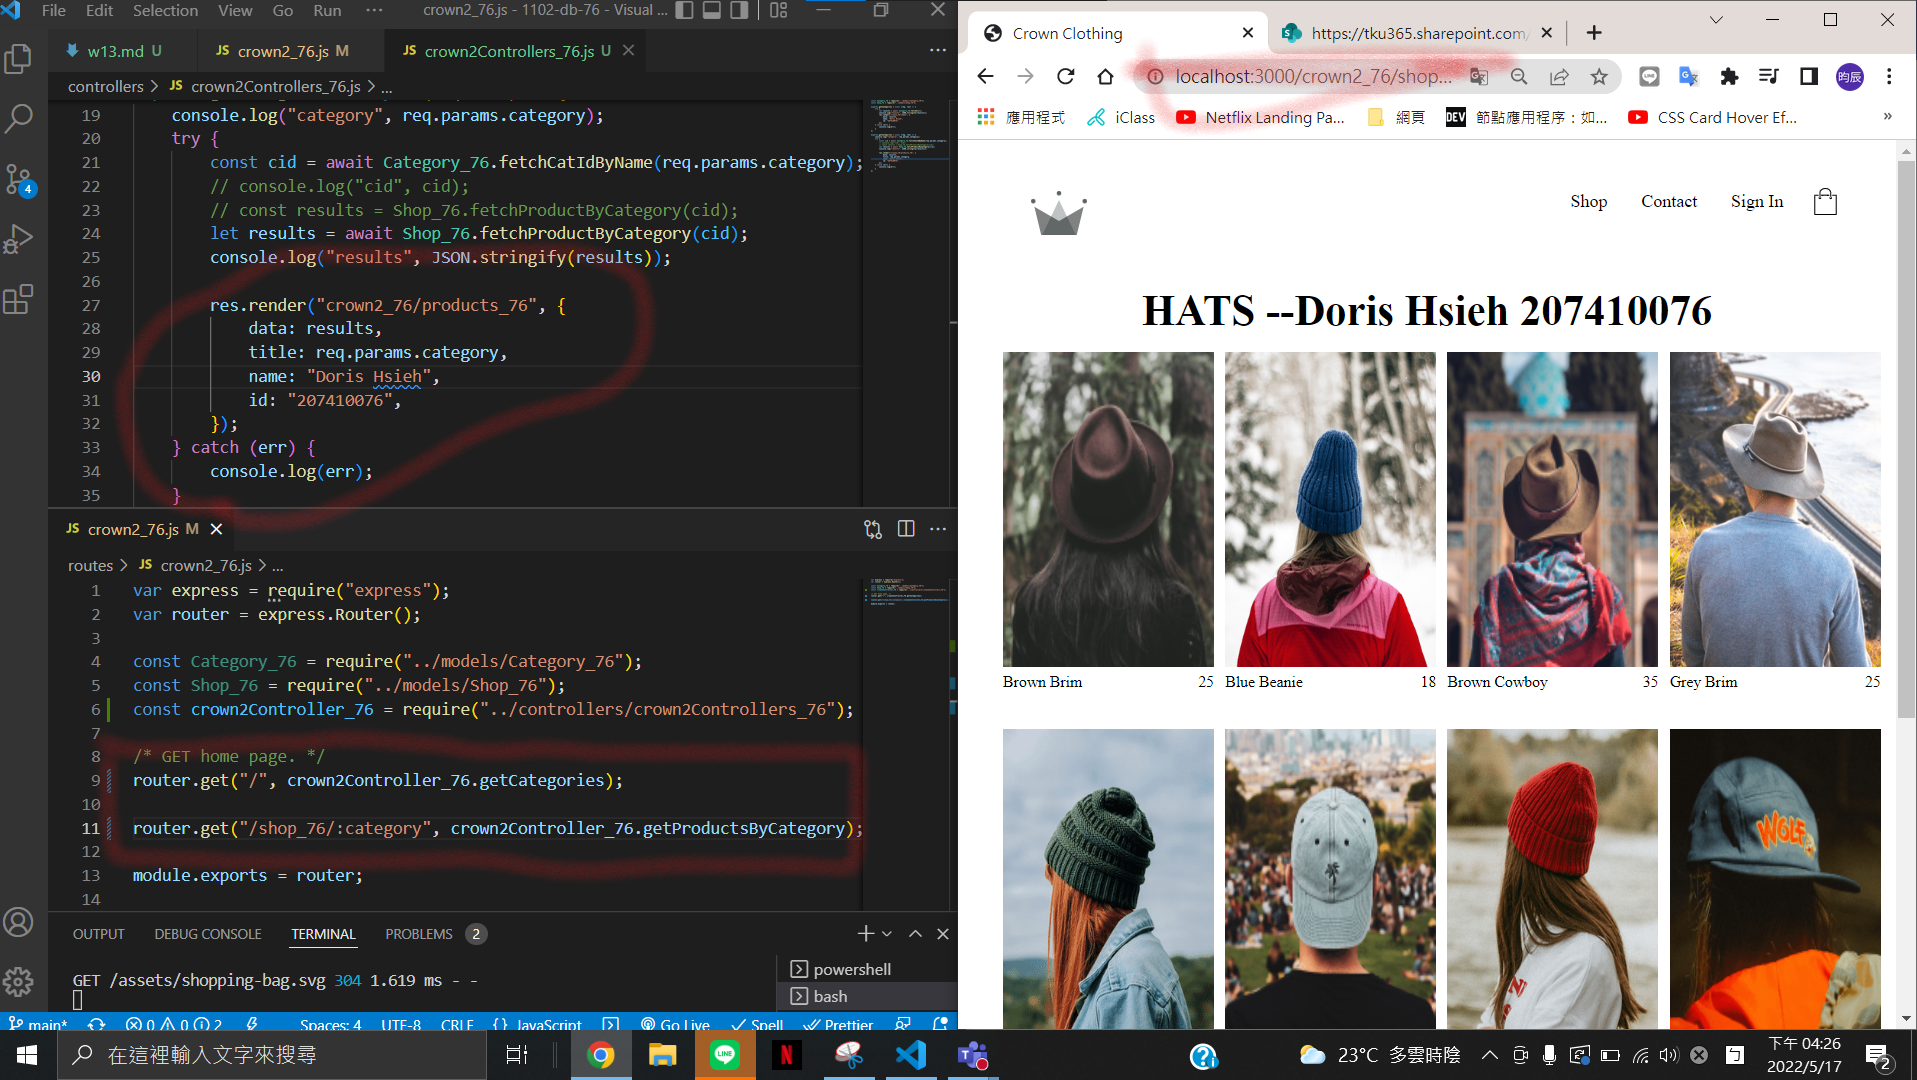 File Edit Selection View Go Run ··· crown2_76.js - 1102-db-76 - Visual ...
w13.md U
JS crown2_76.js M
JS crown2Controllers_76.js U
controllers > JS crown2Controllers_76.js > ...
19 console.log("category", req.params.category);
20 try {
21 const cid = await Category_76.fetchCatIdByName(req.params.category);
22 // console.log("cid", cid);
23 // const results = Shop_76.fetchProductByCategory(cid);
24 let results = await Shop_76.fetchProductByCategory(cid);
25 console.log("results", JSON.stringify(results));
26
27 res.render("crown2_76/products_76", {
28 data: results,
29 title: req.params.category,
30 name: "Doris Hsieh",
31 id: "207410076",
32 });
33 } catch (err) {
34 console.log(err);
35 }
JS crown2_76.js M
routes > JS crown2_76.js > ...
1 var express = require("express");
2 var router = express.Router();
3
4 const Category_76 = require("../models/Category_76");
5 const Shop_76 = require("../models/Shop_76");
6 const crown2Controller_76 = require("../controllers/crown2Controllers_76");
7
8 /* GET home page. */
9 router.get("/", crown2Controller_76.getCategories);
10
11 router.get("/shop_76/:category", crown2Controller_76.getProductsByCategory);
12
13 module.exports = router;
14
OUTPUT DEBUG CONSOLE TERMINAL PROBLEMS 2
GET /assets/shopping-bag.svg 304 1.619 ms - -
powershell
bash
4
main* 0 0 2 Spaces: 4 UTF-8 CRLF {} JavaScript Go Live Spell Prettier
Crown Clothing
https://tku365.sharepoint.com/
localhost:3000/crown2_76/shop...
昀辰
應用程式 iClass Netflix Landing Pa... 網頁 DEV 節點應用程序：如... CSS Card Hover Ef... »
Shop Contact Sign In
HATS --Doris Hsieh 207410076
Brown Brim 25
Blue Beanie 18
Brown Cowboy 35
Grey Brim 25
WOLF
在這裡輸入文字來搜尋
LINE
N
23°C 多雲時陰
下午 04:26
2022/5/17
2